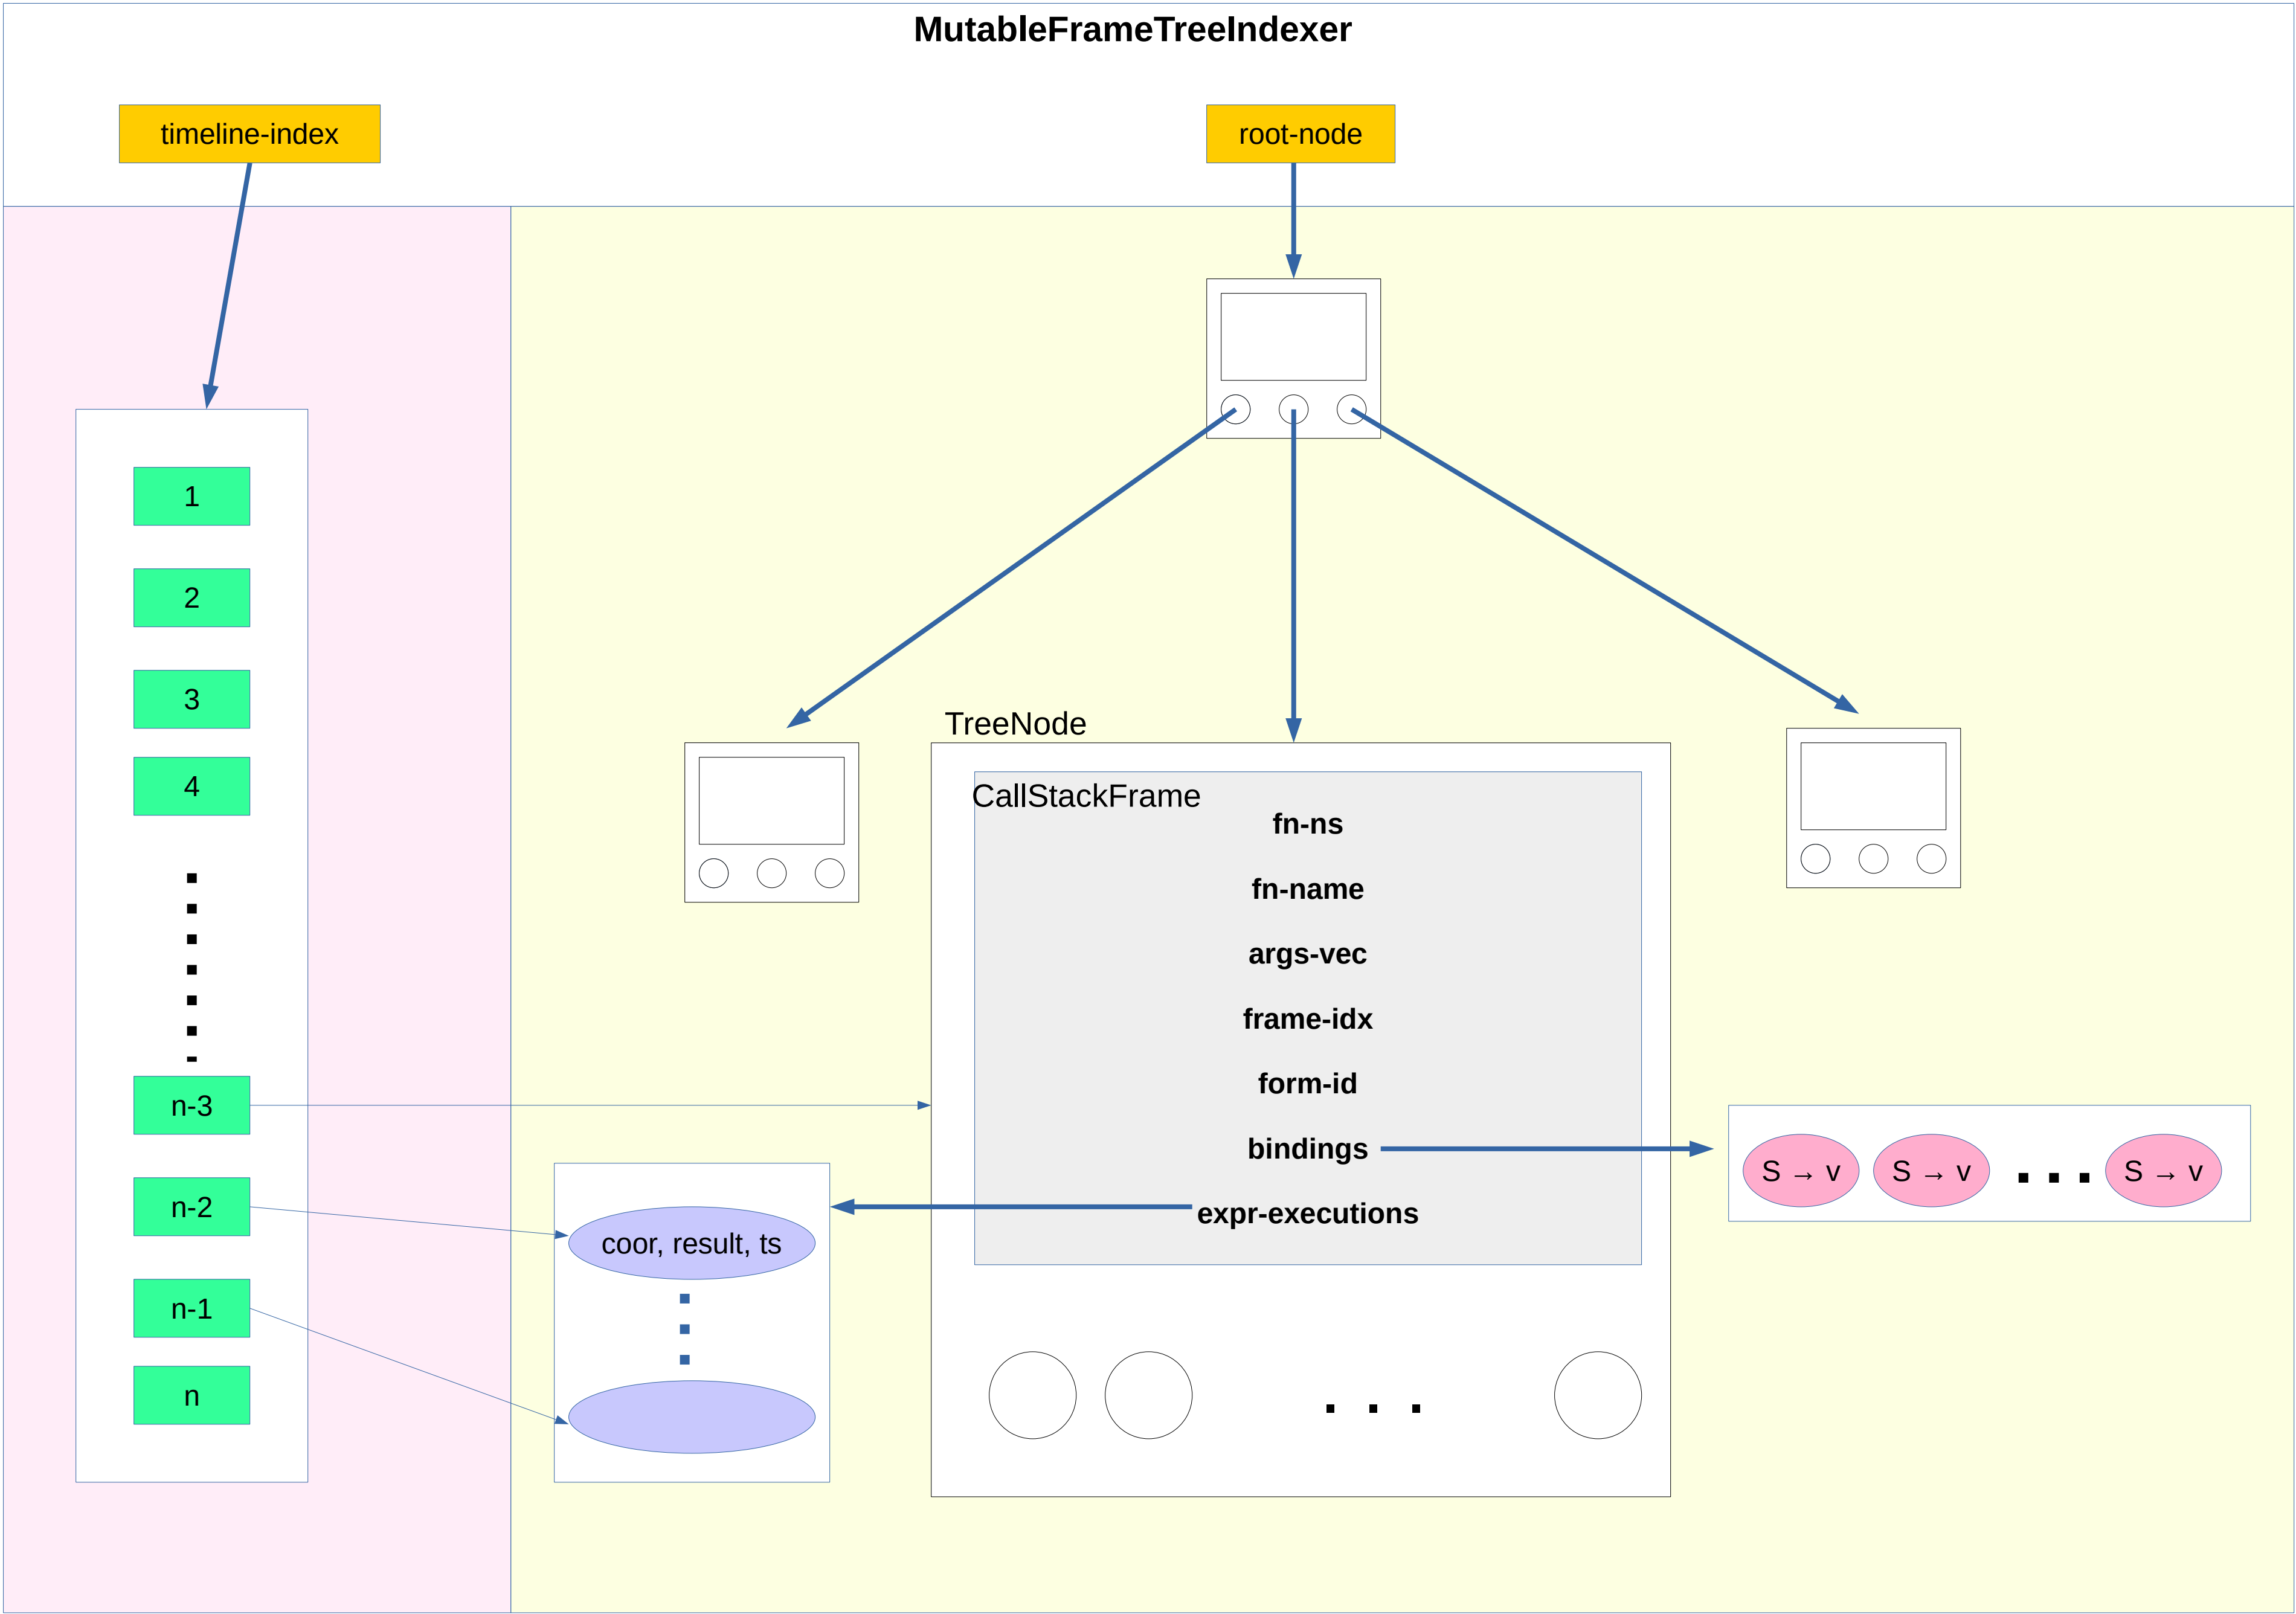 MutableFrameTreeIndexer
timeline-index
root-node
1
2
3
4
n-3
n-2
n-1
n
TreeNode
CallStackFrame
fn-ns
fn-name
args-vec
frame-idx
form-id
bindings
expr-executions
coor, result, ts
S → v
S → v
S → v